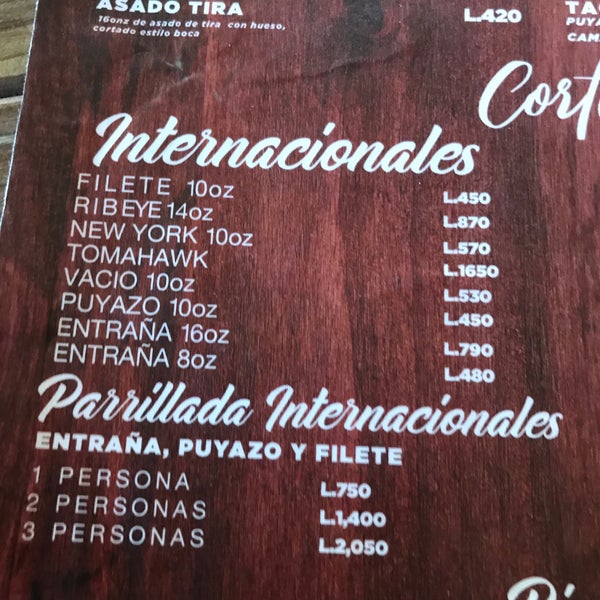 ASADO TIRA L.420
16onz de asado de tira con hueso,
cortado estilo boca
Internacionales
FILETE 10oz L.450
RIBEYE 14oz L.870
NEW YORK 10oz L.570
TOMAHAWK L.1650
VACIO 10oz L.530
PUYAZO 10oz L.450
ENTRAÑA 16oz L.790
ENTRAÑA 8oz L.480
Parrillada Internacionales
ENTRAÑA, PUYAZO Y FILETE
1 PERSONA L.750
2 PERSONAS L.1,400
3 PERSONAS L.2,050